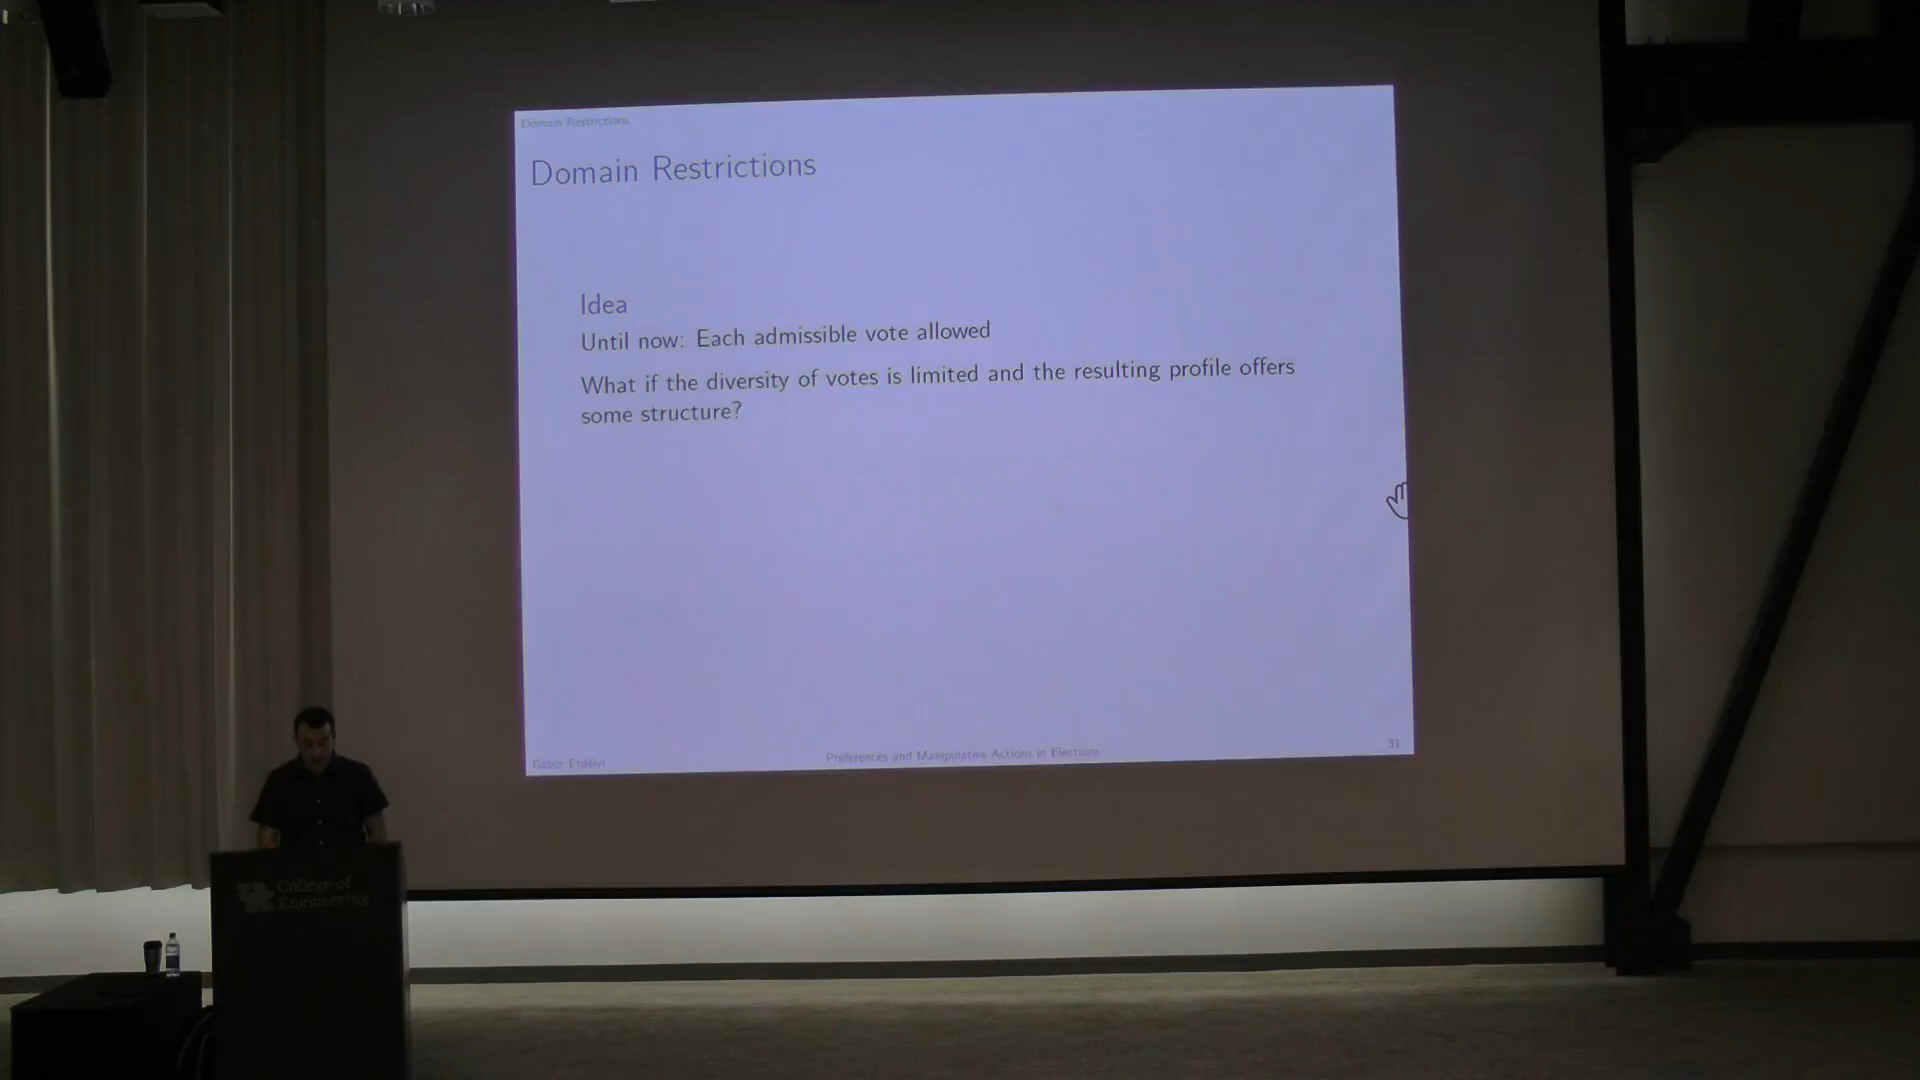 Domain Restrictions
Domain Restrictions
Idea
Until now: Each admissible vote allowed
What if the diversity of votes is limited and the resulting profile offers
some structure?
Gábor Erdélyi
Preferences and Manipulative Actions in Elections
31
College of
Engineering